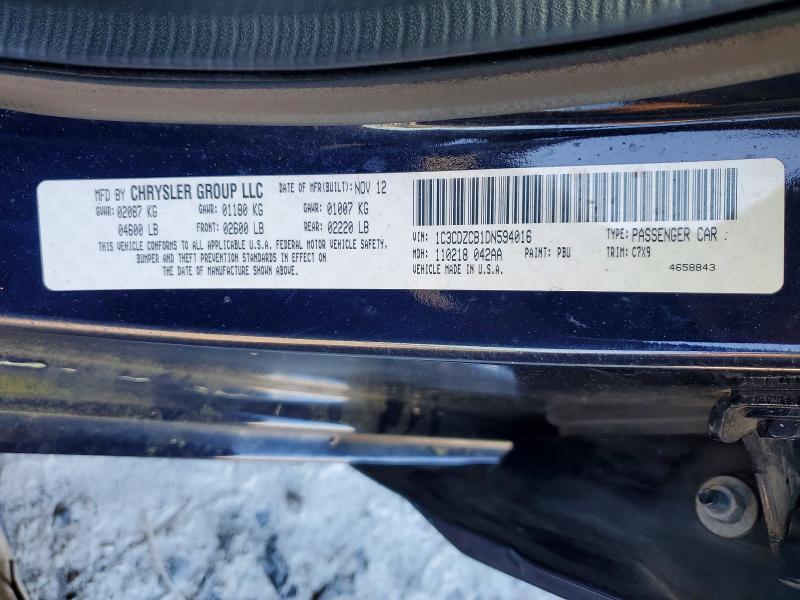 MFD BY CHRYSLER GROUP LLC DATE OF MFR(BUILT): NOV 12
GVWR: 02087 KG GAWR: 01180 KG GAWR: 01007 KG
04600 LB FRONT: 02600 LB REAR: 02220 LB
THIS VEHICLE CONFORMS TO ALL APPLICABLE U.S.A. FEDERAL MOTOR VEHICLE SAFETY,
BUMPER AND THEFT PREVENTION STANDARDS IN EFFECT ON
THE DATE OF MANUFACTURE SHOWN ABOVE.
VIN: 1C3CDZCB1DN594016 TYPE: PASSENGER CAR
MDH: 110218 042AA PAINT: PBU TRIM: C7X9
VEHICLE MADE IN U.S.A. 4658843